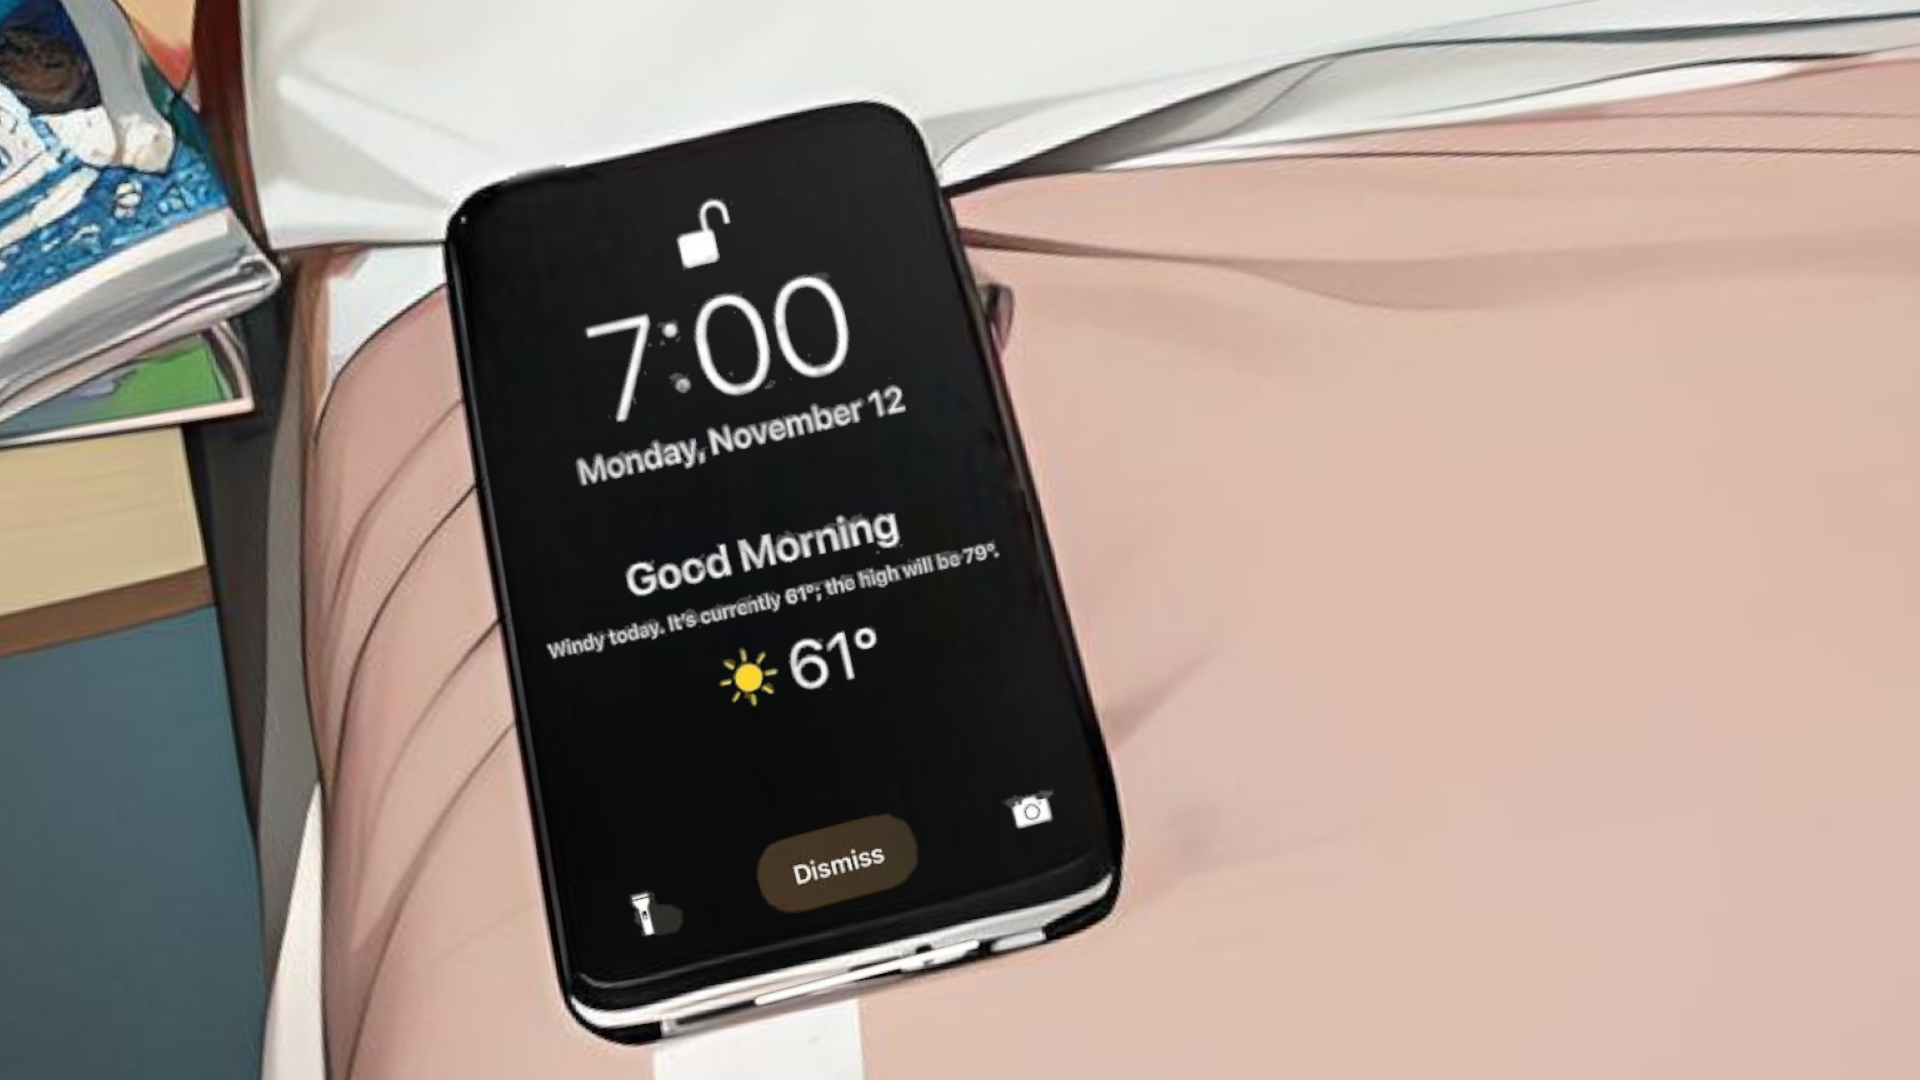 7:00
Monday, November 12
Good Morning
Windy today. It's currently 61°; the high will be 79°.
61°
Dismiss